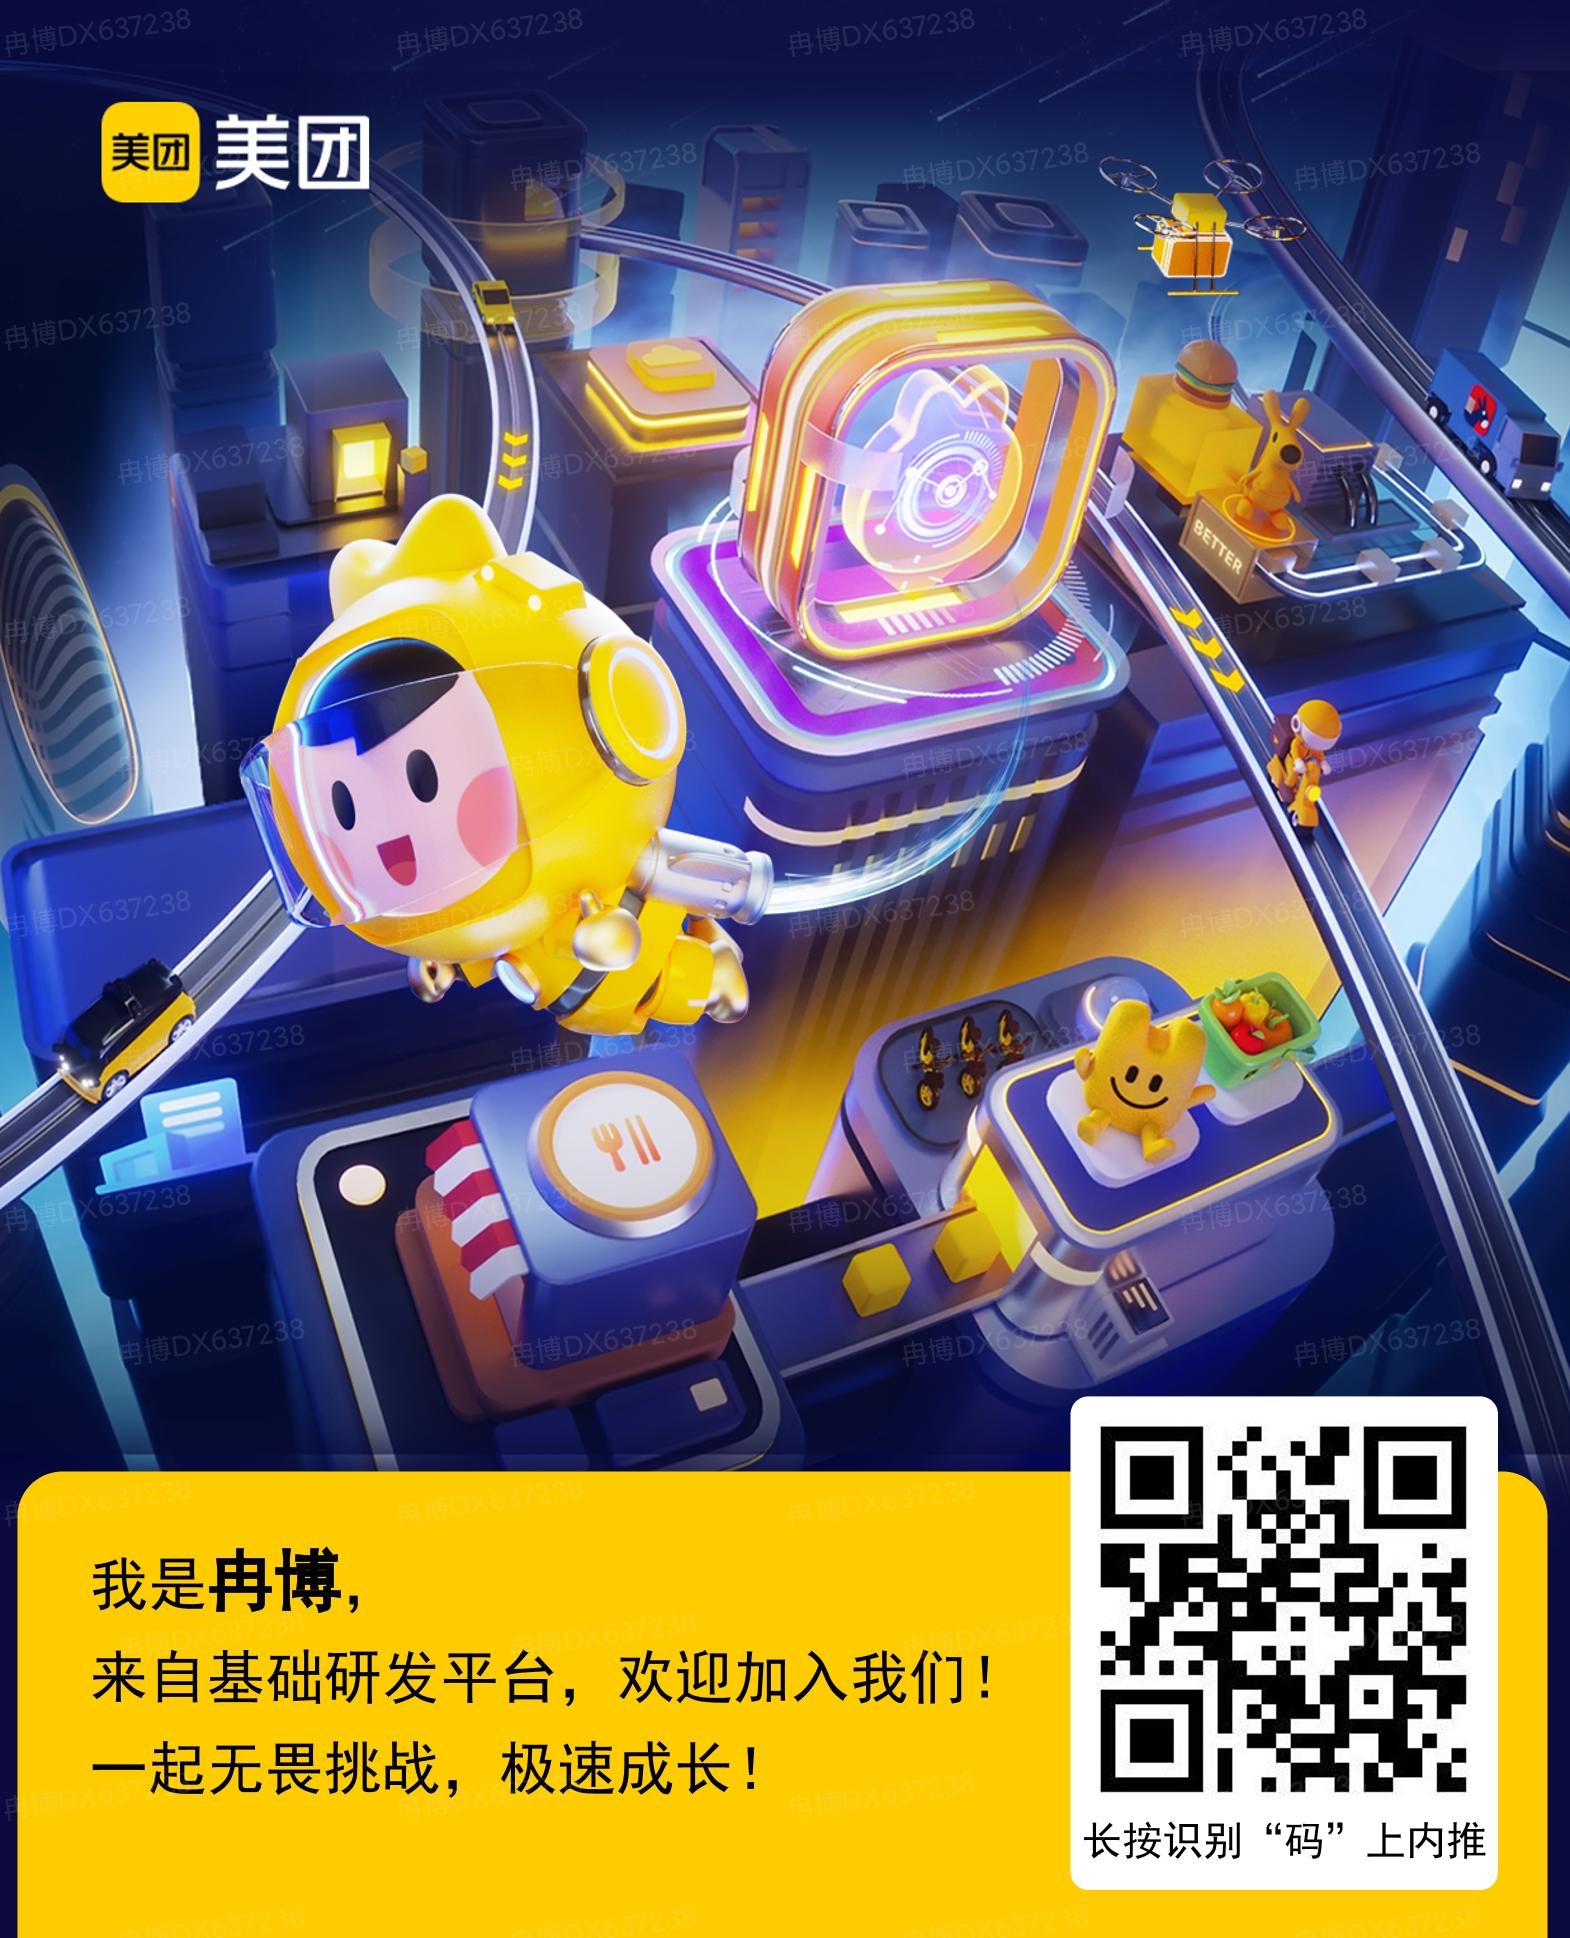 美团 美团
BETTER
我是冉博,
来自基础研发平台，欢迎加入我们！
一起无畏挑战，极速成长！
长按识别“码”上内推
冉博DX637238